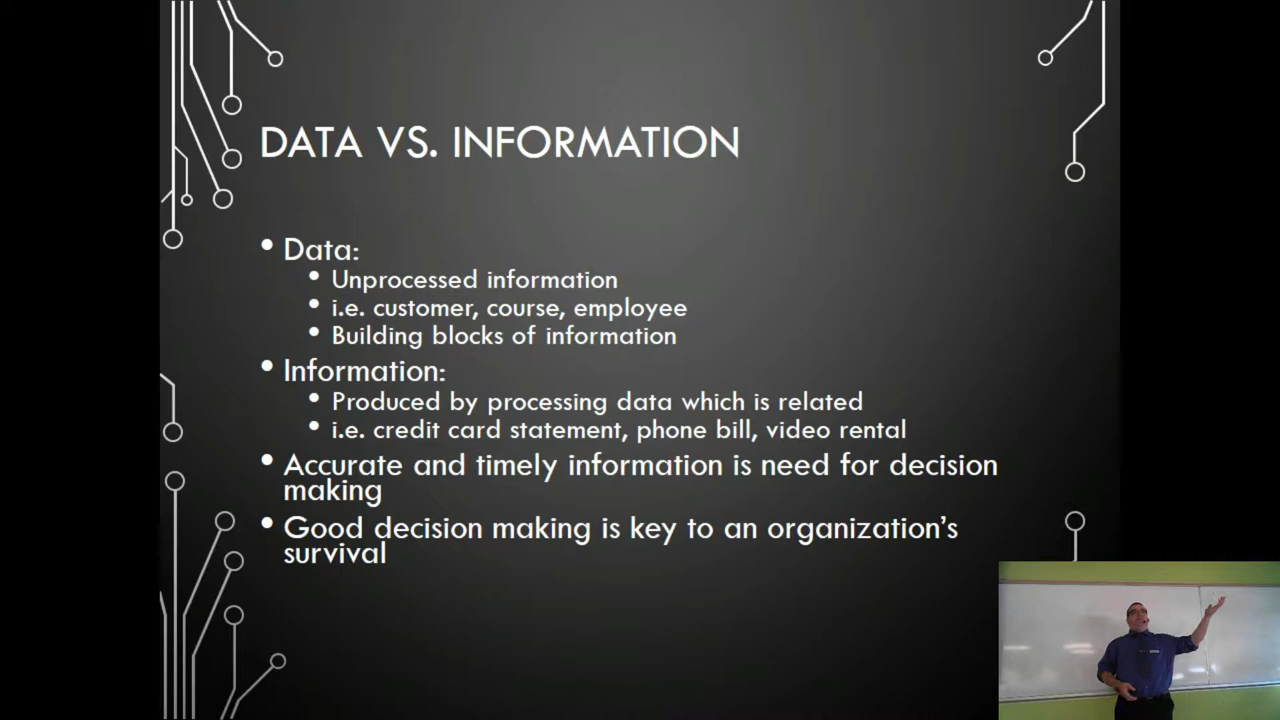 DATA VS. INFORMATION
• Data:
• Unprocessed information
• i.e. customer, course, employee
• Building blocks of information
• Information:
• Produced by processing data which is related
• i.e. credit card statement, phone bill, video rental
• Accurate and timely information is need for decision
making
• Good decision making is key to an organization’s
survival